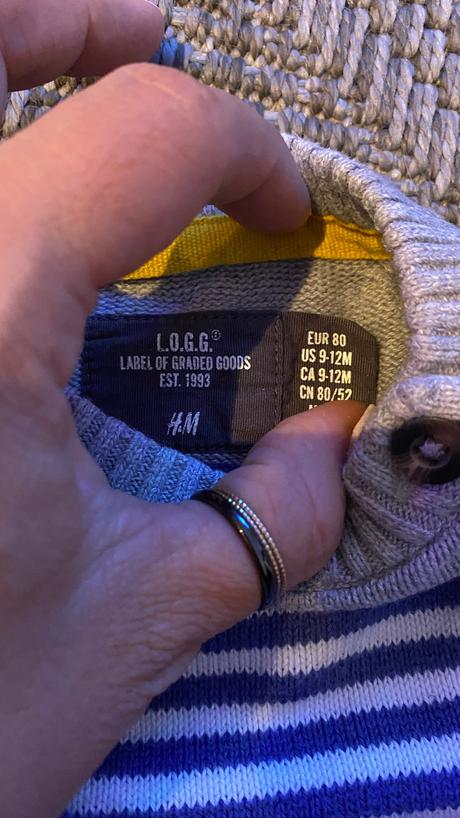 L.O.G.G.®
LABEL OF GRADED GOODS
EST. 1993
H&M
EUR 80
US 9-12M
CA 9-12M
CN 80/52